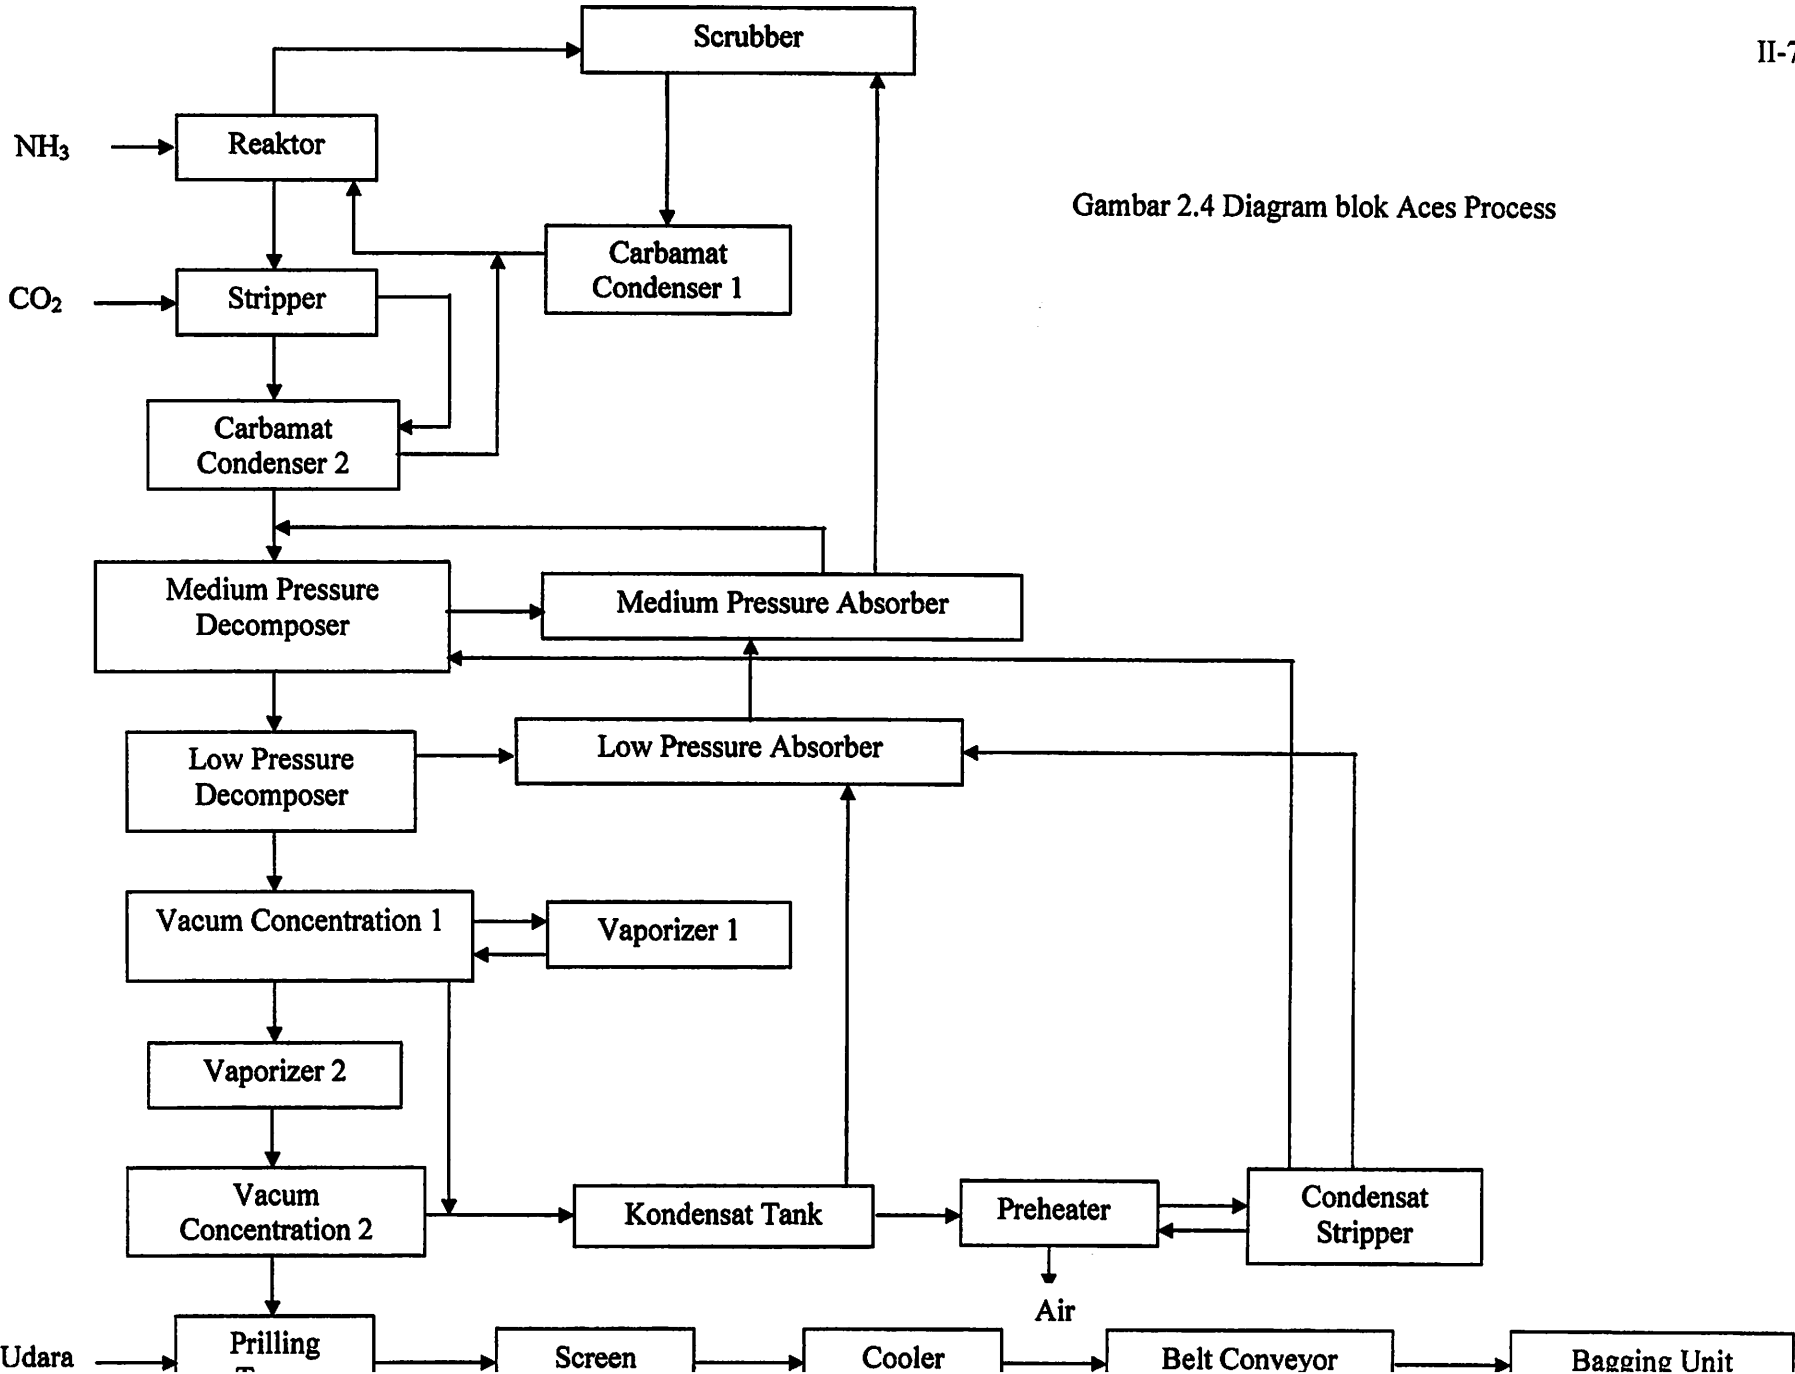 Scrubber
II-7
NH₃
Reaktor
Gambar 2.4 Diagram blok Aces Process
Carbamat
Condenser 1
CO₂
Stripper
Carbamat
Condenser 2
Medium Pressure
Decomposer
Medium Pressure Absorber
Low Pressure
Decomposer
Low Pressure Absorber
Vacum Concentration 1
Vaporizer 1
Vaporizer 2
Vacum
Concentration 2
Kondensat Tank
Preheater
Condensat
Stripper
Air
Udara
Prilling
Screen
Cooler
Belt Conveyor
Bagging Unit